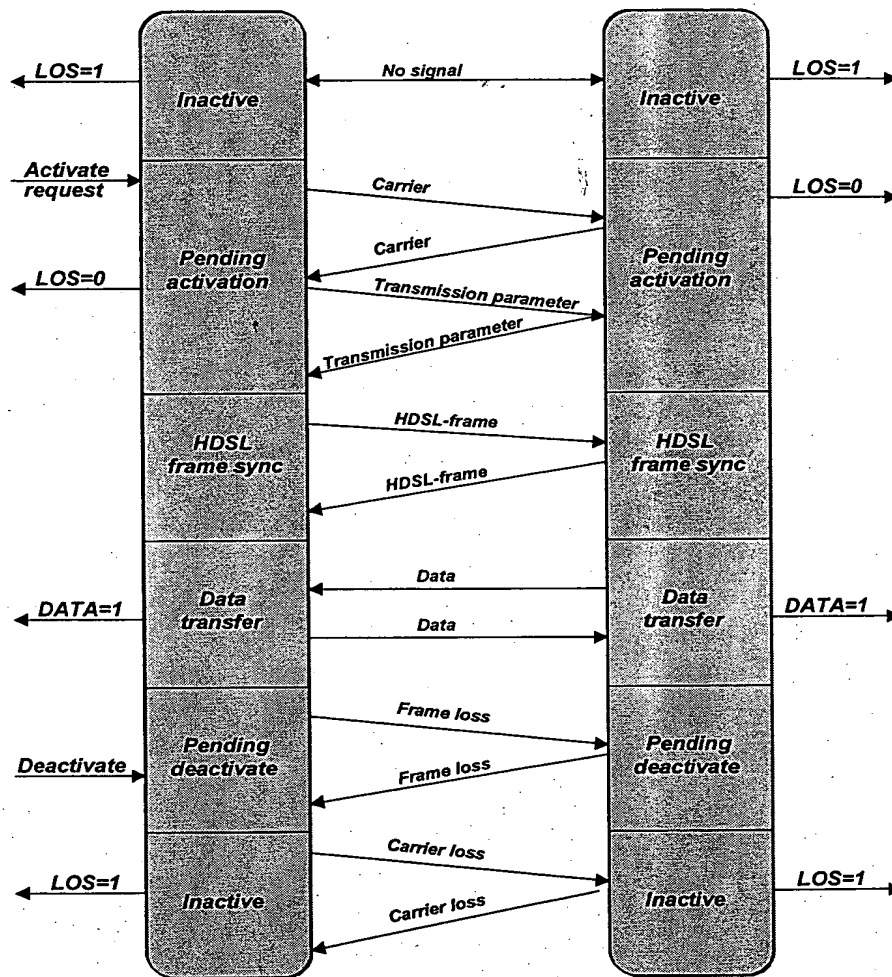 LOS=1
Inactive
No signal
Inactive
LOS=1
Activate
request
Carrier
LOS=0
Carrier
Pending
activation
Pending
activation
LOS=0
Transmission parameter
Transmission parameter
HDSL
frame sync
HDSL-frame
HDSL
frame sync
HDSL-frame
DATA=1
Data
transfer
Data
Data
Data
transfer
DATA=1
Frame loss
Deactivate
Pending
deactivate
Frame loss
Pending
deactivate
Carrier loss
LOS=1
Inactive
Carrier loss
Inactive
LOS=1